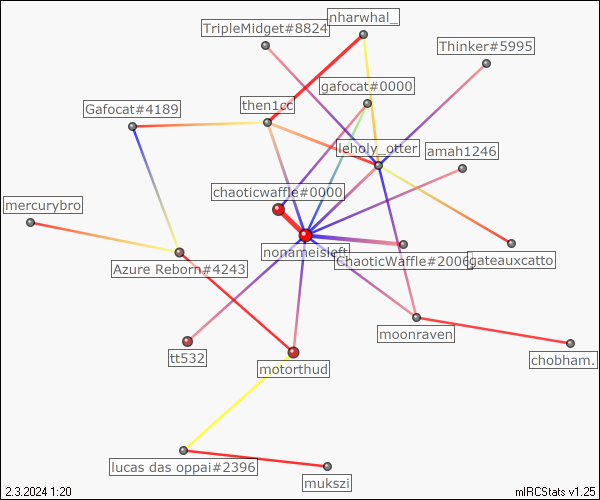 nharwhal_
TripleMidget#8824
Thinker#5995
gafocat#0000
Gafocat#4189
then1cc
leholy_otter
amah1246
chaoticwaffle#0000
mercurybro
nonameisleft
ChaoticWaffle#2006
gateauxcatto
Azure Reborn#4243
moonraven
tt532
chobham.
motorthud
lucas das oppai#2396
mukszi
2.3.2024 1:20
mIRCStats v1.25